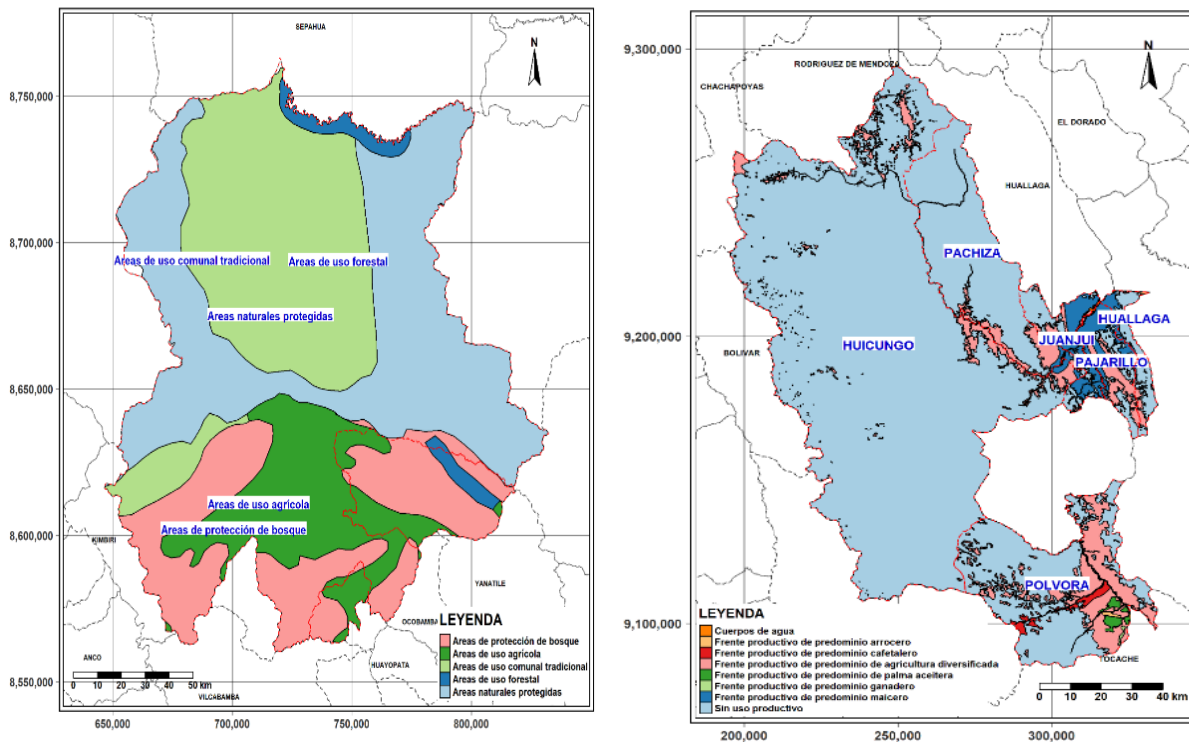 SEPAHUA
N
8,750,000
8,700,000
Areas de uso comunal tradicional
Areas de uso forestal
Areas naturales protegidas
8,650,000
Areas de uso agrícola
Areas de protección de bosque
8,600,000
KIMBIRI
YANATILE
OCOBAMBA
LEYENDA
Areas de protección de bosque
Areas de uso agrícola
Areas de uso comunal tradicional
Areas de uso forestal
Areas naturales protegidas
ANCO
HUAYOPATA
0 10 20 30 40 50 km
VILCABAMBA
8,550,000
650,000 700,000 750,000 800,000
9,300,000
RODRIGUEZ DE MENDOZA
N
CHACHAPOYAS
EL DORADO
HUALLAGA
PACHIZA
HUALLAGA
9,200,000
JUANJUI
HUICUNGO
BOLIVAR
PAJARILLO
POLVORA
LEYENDA
9,100,000
Cuerpos de agua
Frente productivo de predominio arrocero
Frente productivo de predominio cafetalero
Frente productivo de predominio de agricultura diversificada
Frente productivo de predominio de palma aceitera
Frente productivo de predominio ganadero
Frente productivo de predominio maicero
Sin uso productivo
TOCACHE
0 10 20 30 40 km
200,000 250,000 300,000